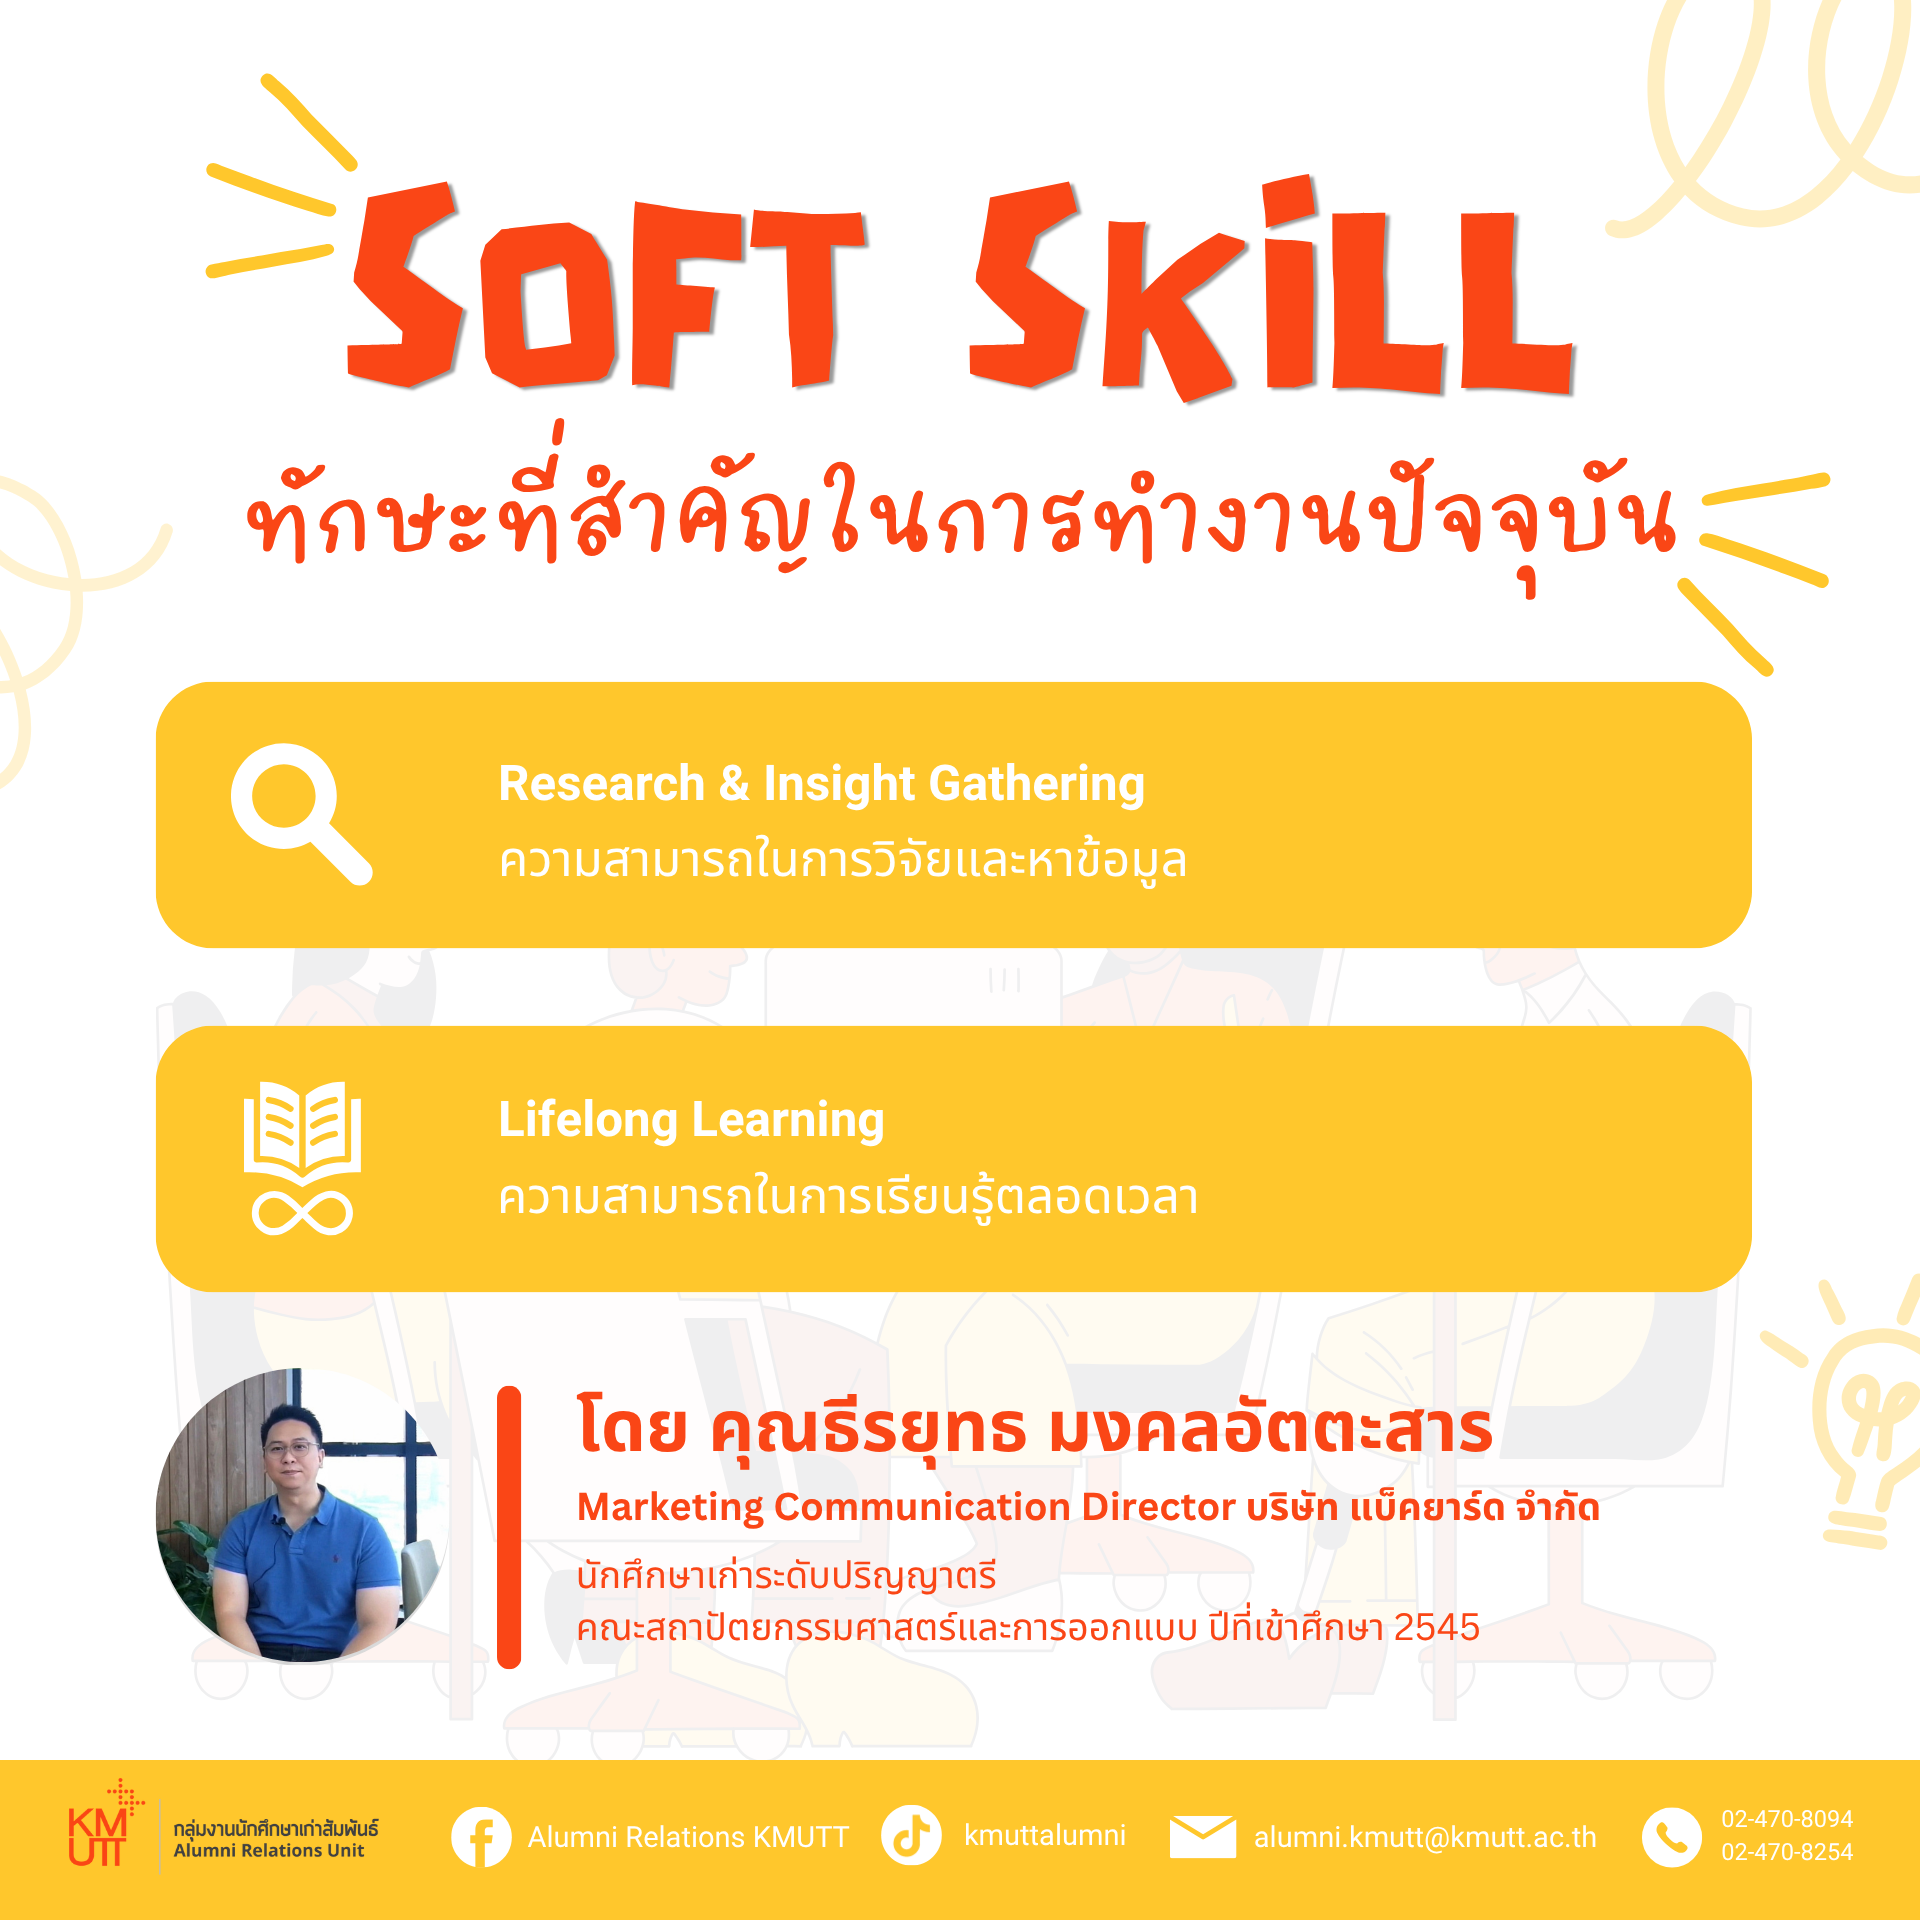 SOFT SKiLL
ทักษะที่สำคัญในการทำงานปัจจุบัน
Research & Insight Gathering
ความสามารถในการวิจัยและหาข้อมูล
Lifelong Learning
ความสามารถในการเรียนรู้ตลอดเวลา
โดย คุณธีรยุทธ มงคลอัตตะสาร
Marketing Communication Director บริษัท แบ็คยาร์ด จำกัด
นักศึกษาเก่าระดับปริญญาตรี
คณะสถาปัตยกรรมศาสตร์และการออกแบบ ปีที่เข้าศึกษา 2545
KM
UTT
กลุ่มงานนักศึกษาเก่าสัมพันธ์
Alumni Relations Unit
Alumni Relations KMUTT
kmuttalumni
alumni.kmutt@kmutt.ac.th
02-470-8094
02-470-8254